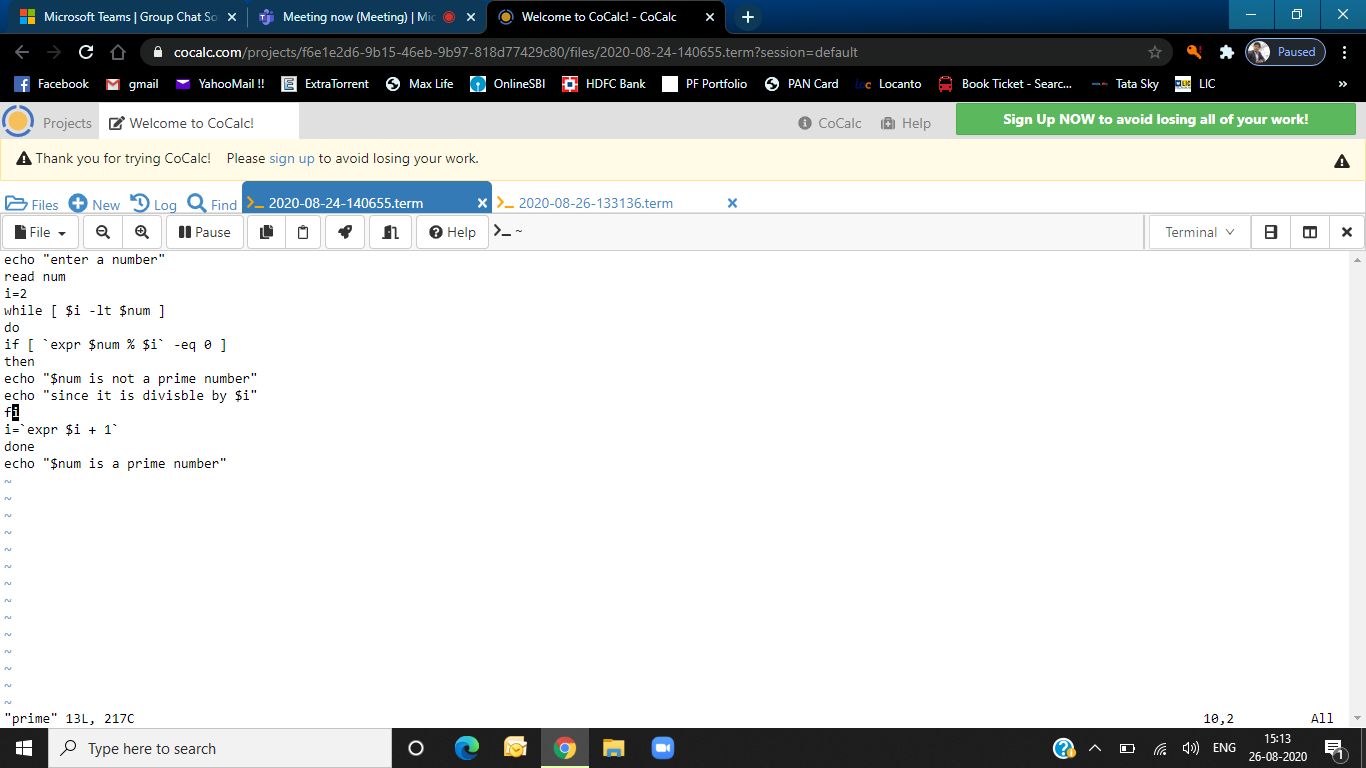 Microsoft Teams | Group Chat So
Meeting now (Meeting) | Mic
Welcome to CoCalc! - CoCalc
cocalc.com/projects/f6e1e2d6-9b15-46eb-9b97-818d77429c80/files/2020-08-24-140655.term?session=default
Paused
Facebook gmail YahooMail !! ExtraTorrent Max Life OnlineSBI HDFC Bank PF Portfolio PAN Card Locanto Book Ticket - Searc... Tata Sky LIC »
Projects Welcome to CoCalc! CoCalc Help Sign Up NOW to avoid losing all of your work!
Thank you for trying CoCalc! Please sign up to avoid losing your work.
Files New Log Find 2020-08-24-140655.term 2020-08-26-133136.term
File Pause Help ~ Terminal
echo "enter a number"
read num
i=2
while [ $i -lt $num ]
do
if [ `expr $num % $i` -eq 0 ]
then
echo "$num is not a prime number"
echo "since it is divisble by $i"
fi
i=`expr $i + 1`
done
echo "$num is a prime number"
~
~
~
~
~
~
~
~
~
~
~
~
~
~
"prime" 13L, 217C 10,2 All
Type here to search ENG 15:13
26-08-2020 1